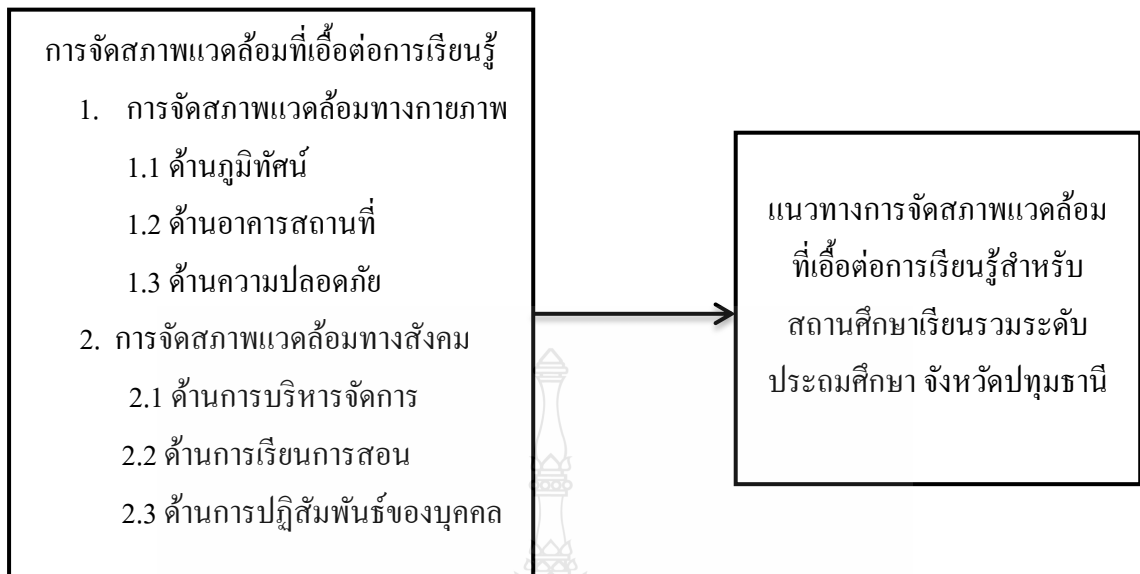 การจัดสภาพแวดล้อมที่เอื้อต่อการเรียนรู้
1. การจัดสภาพแวดล้อมทางกายภาพ
1.1 ด้านภูมิทัศน์
1.2 ด้านอาคารสถานที่
1.3 ด้านความปลอดภัย
2. การจัดสภาพแวดล้อมทางสังคม
2.1 ด้านการบริหารจัดการ
2.2 ด้านการเรียนการสอน
2.3 ด้านการปฏิสัมพันธ์ของบุคคล
แนวทางการจัดสภาพแวดล้อม
ที่เอื้อต่อการเรียนรู้สำหรับ
สถานศึกษาเรียนรวมระดับ
ประถมศึกษา จังหวัดปทุมธานี